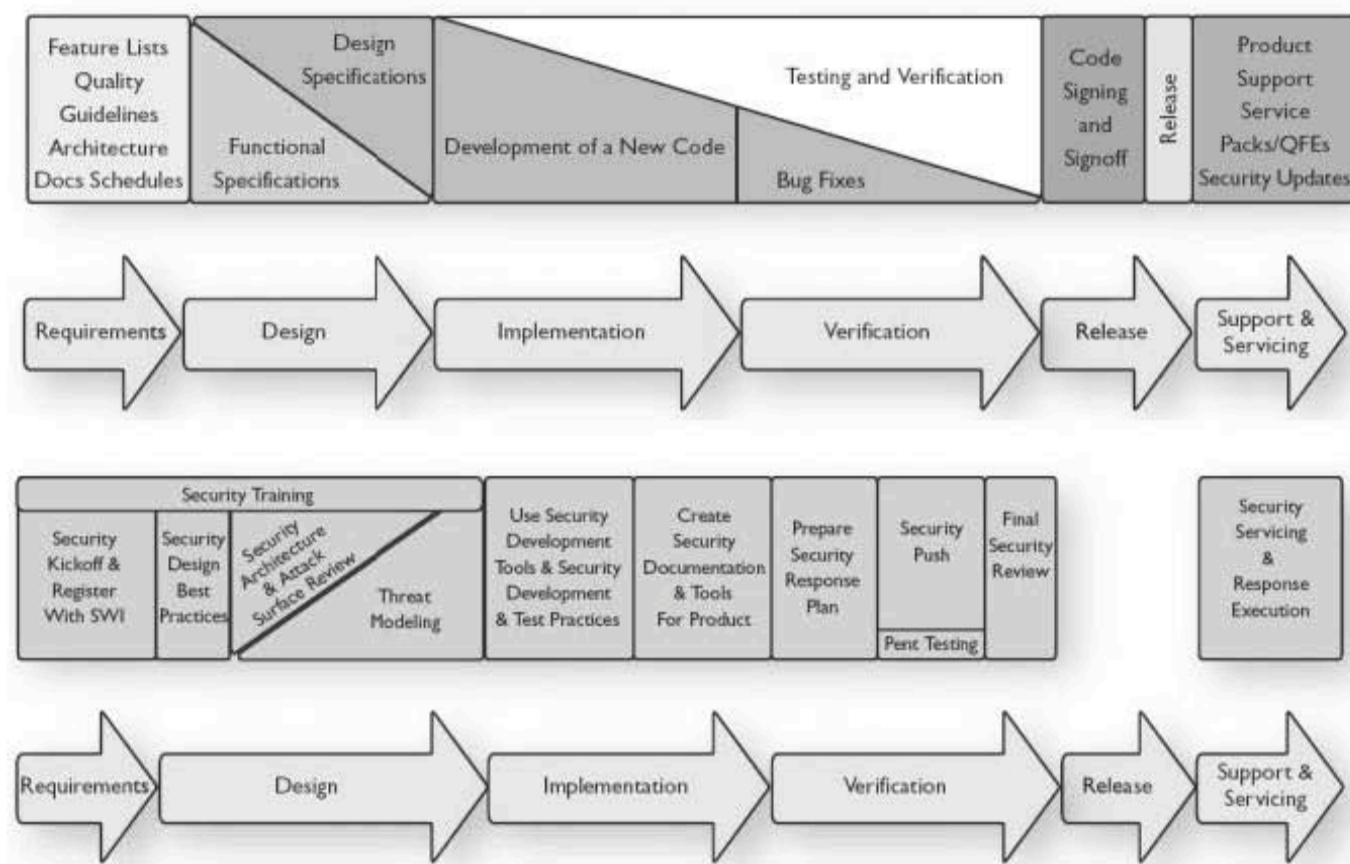 Feature Lists
Quality
Guidelines
Architecture
Docs Schedules
Design
Specifications
Functional
Specifications
Testing and Verification
Development of a New Code
Bug Fixes
Code
Signing
and
Signoff
Release
Product
Support
Service
Packs/QFEs
Security Updates
Requirements
Design
Implementation
Verification
Release
Support &
Servicing
Security Training
Security
Kickoff &
Register
With SWI
Security
Design
Best
Practices
Security
Architecture
& Attack
Surface Review
Threat
Modeling
Use Security
Development
Tools & Security
Development
& Test Practices
Create
Security
Documentation
& Tools
For Product
Prepare
Security
Response
Plan
Security
Push
Pent Testing
Final
Security
Review
Security
Servicing
&
Response
Execution
Requirements
Design
Implementation
Verification
Release
Support &
Servicing